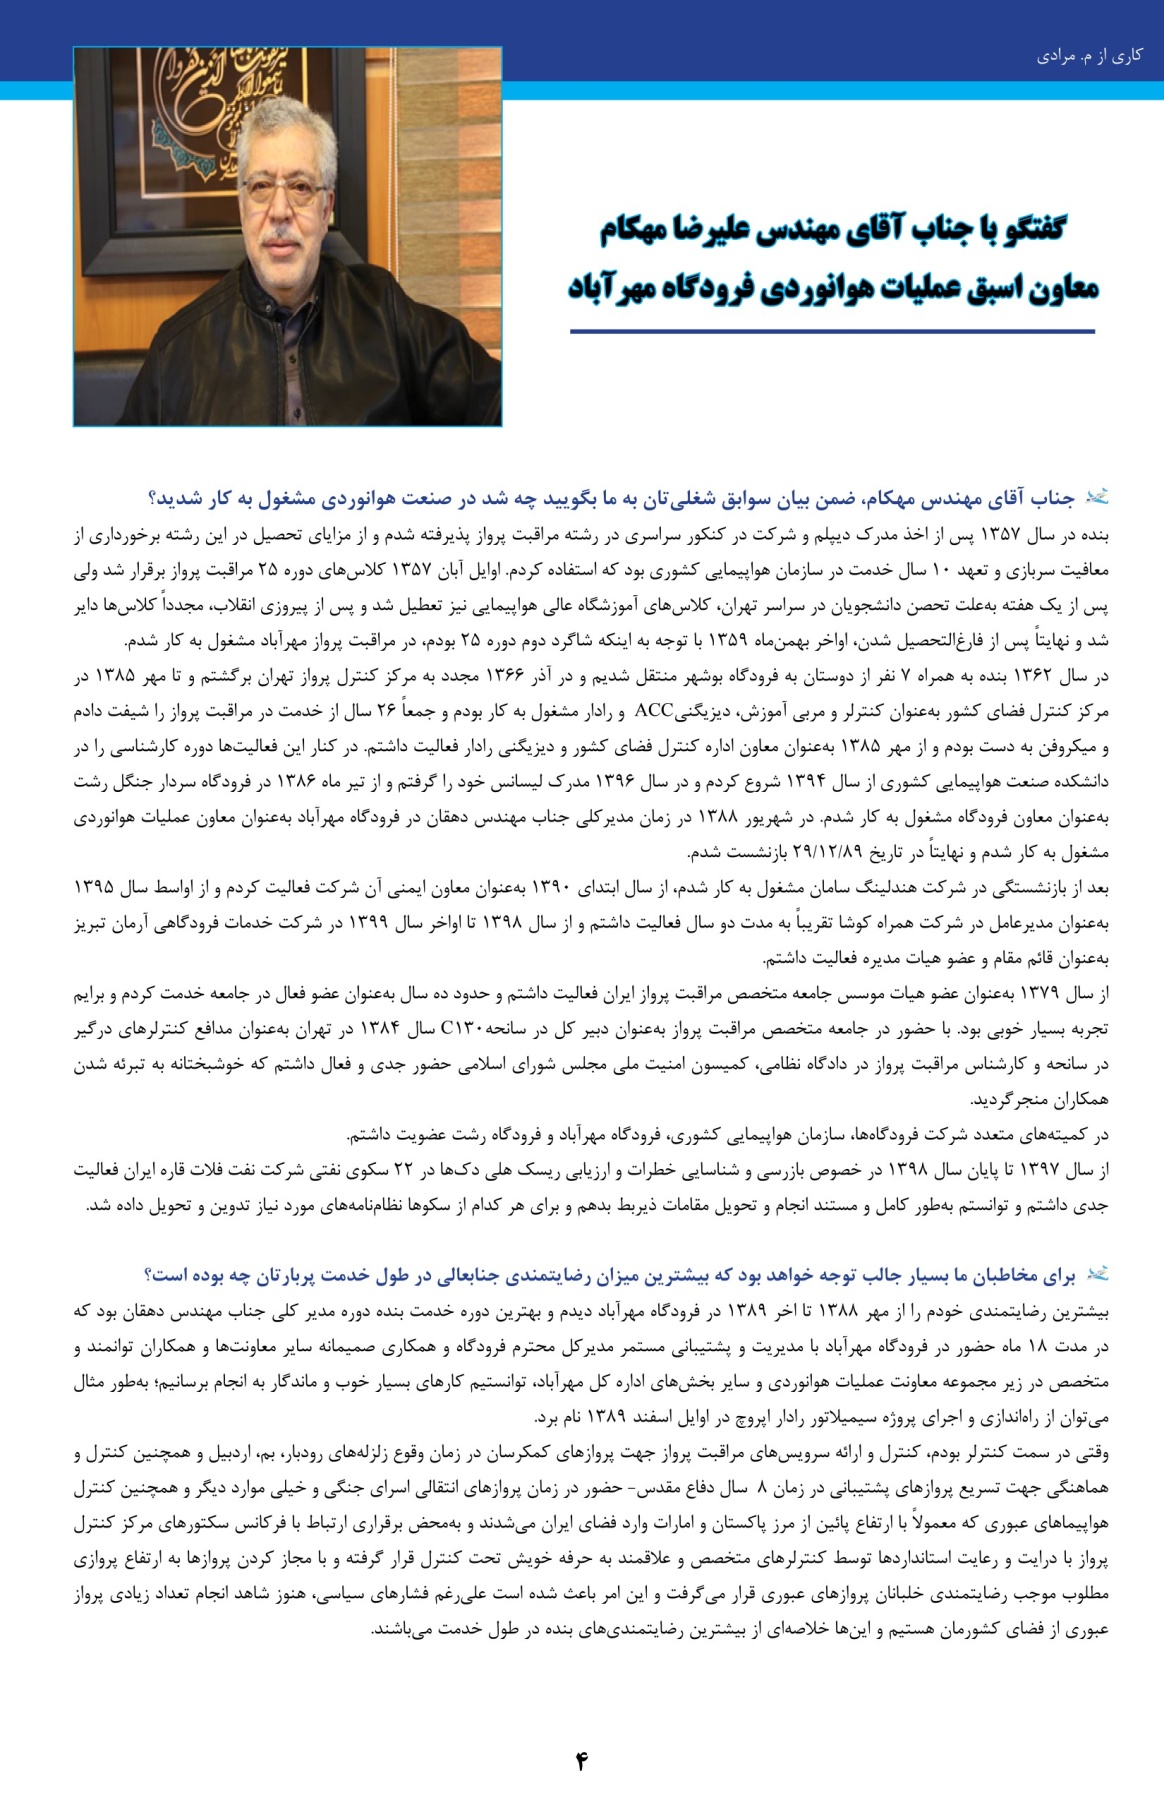 کاری از م. مرادی
گفتگو با جناب آقای مهندس علیرضا مهکام
معاون اسبق عملیات هوانوردی فرودگاه مهرآباد
جناب آقای مهندس مهکام، ضمن بیان سوابق شغلی‌تان به ما بگویید چه شد در صنعت هوانوردی مشغول به کار شدید؟
بنده در سال ۱۳۵۷ پس از اخذ مدرک دیپلم و شرکت در کنکور سراسری در رشته مراقبت پرواز پذیرفته شدم و از مزایای تحصیل در این رشته برخورداری از
معافیت سربازی و تعهد ۱۰ سال خدمت در سازمان هواپیمایی کشوری بود که استفاده کردم. اوایل آبان ۱۳۵۷ کلاس‌های دوره ۲۵ مراقبت پرواز برقرار شد ولی
پس از یک هفته به‌علت تحصن دانشجویان در سراسر تهران، کلاس‌های آموزشگاه عالی هواپیمایی نیز تعطیل شد و پس از پیروزی انقلاب، مجدداً کلاس‌ها دایر
شد و نهایتاً پس از فارغ‌التحصیل شدن، اواخر بهمن‌ماه ۱۳۵۹ با توجه به اینکه شاگرد دوم دوره ۲۵ بودم، در مراقبت پرواز مهرآباد مشغول به کار شدم.
در سال ۱۳۶۲ بنده به همراه ۷ نفر از دوستان به فرودگاه بوشهر منتقل شدیم و در آذر ۱۳۶۶ مجدد به مرکز کنترل پرواز تهران برگشتم و تا مهر ۱۳۸۵ در
مرکز کنترل فضای کشور به‌عنوان کنترلر و مربی آموزش، دیزیگنیACC و رادار مشغول به کار بودم و جمعاً ۲۶ سال از خدمت در مراقبت پرواز را شیفت دادم
و میکروفن به دست بودم و از مهر ۱۳۸۵ به‌عنوان معاون اداره کنترل فضای کشور و دیزیگنی رادار فعالیت داشتم. در کنار این فعالیت‌ها دوره کارشناسی را در
دانشکده صنعت هواپیمایی کشوری از سال ۱۳۹۴ شروع کردم و در سال ۱۳۹۶ مدرک لیسانس خود را گرفتم و از تیر ماه ۱۳۸۶ در فرودگاه سردار جنگل رشت
به‌عنوان معاون فرودگاه مشغول به کار شدم. در شهریور ۱۳۸۸ در زمان مدیرکلی جناب مهندس دهقان در فرودگاه مهرآباد به‌عنوان معاون عملیات هوانوردی
مشغول به کار شدم و نهایتاً در تاریخ ۲۹/۱۲/۸۹ بازنشست شدم.
بعد از بازنشستگی در شرکت هندلینگ سامان مشغول به کار شدم، از سال ابتدای ۱۳۹۰ به‌عنوان معاون ایمنی آن شرکت فعالیت کردم و از اواسط سال ۱۳۹۵
به‌عنوان مدیرعامل در شرکت همراه کوشا تقریباً به مدت دو سال فعالیت داشتم و از سال ۱۳۹۸ تا اواخر سال ۱۳۹۹ در شرکت خدمات فرودگاهی آرمان تبریز
به‌عنوان قائم مقام و عضو هیات مدیره فعالیت داشتم.
از سال ۱۳۷۹ به‌عنوان عضو هیات موسس جامعه متخصص مراقبت پرواز ایران فعالیت داشتم و حدود ده سال به‌عنوان عضو فعال در جامعه خدمت کردم و برایم
تجربه بسیار خوبی بود. با حضور در جامعه متخصص مراقبت پرواز به‌عنوان دبیر کل در سانحه C۱۳۰ سال ۱۳۸۴ در تهران به‌عنوان مدافع کنترلرهای درگیر
در سانحه و کارشناس مراقبت پرواز در دادگاه نظامی، کمیسون امنیت ملی مجلس شورای اسلامی حضور جدی و فعال داشتم که خوشبختانه به تبرئه شدن
همکاران منجرگردید.
در کمیته‌های متعدد شرکت فرودگاه‌ها، سازمان هواپیمایی کشوری، فرودگاه مهرآباد و فرودگاه رشت عضویت داشتم.
از سال ۱۳۹۷ تا پایان سال ۱۳۹۸ در خصوص بازرسی و شناسایی خطرات و ارزیابی ریسک هلی دک‌ها در ۲۲ سکوی نفتی شرکت نفت فلات قاره ایران فعالیت
جدی داشتم و توانستم به‌طور کامل و مستند انجام و تحویل مقامات ذیربط بدهم و برای هر کدام از سکوها نظام‌نامه‌های مورد نیاز تدوین و تحویل داده شد.
برای مخاطبان ما بسیار جالب توجه خواهد بود که بیشترین میزان رضایتمندی جنابعالی در طول خدمت پربارتان چه بوده است؟
بیشترین رضایتمندی خودم را از مهر ۱۳۸۸ تا اخر ۱۳۸۹ در فرودگاه مهرآباد دیدم و بهترین دوره خدمت بنده دوره مدیر کلی جناب مهندس دهقان بود که
در مدت ۱۸ ماه حضور در فرودگاه مهرآباد با مدیریت و پشتیبانی مستمر مدیرکل محترم فرودگاه و همکاری صمیمانه سایر معاونت‌ها و همکاران توانمند و
متخصص در زیر مجموعه معاونت عملیات هوانوردی و سایر بخش‌های اداره کل مهرآباد، توانستیم کارهای بسیار خوب و ماندگار به انجام برسانیم؛ به‌طور مثال
می‌توان از راه‌اندازی و اجرای پروژه سیمیلاتور رادار اپروچ در اوایل اسفند ۱۳۸۹ نام برد.
وقتی در سمت کنترلر بودم، کنترل و ارائه سرویس‌های مراقبت پرواز جهت پروازهای کمکرسان در زمان وقوع زلزله‌های رودبار، بم، اردبیل و همچنین کنترل و
هماهنگی جهت تسریع پروازهای پشتیبانی در زمان ۸ سال دفاع مقدس- حضور در زمان پروازهای انتقالی اسرای جنگی و خیلی موارد دیگر و همچنین کنترل
هواپیماهای عبوری که معمولاً با ارتفاع پائین از مرز پاکستان و امارات وارد فضای ایران می‌شدند و به‌محض برقراری ارتباط با فرکانس سکتورهای مرکز کنترل
پرواز با درایت و رعایت استانداردها توسط کنترلرهای متخصص و علاقمند به حرفه خویش تحت کنترل قرار گرفته و با مجاز کردن پروازها به ارتفاع پروازی
مطلوب موجب رضایتمندی خلبانان پروازهای عبوری قرار می‌گرفت و این امر باعث شده است علی‌رغم فشارهای سیاسی، هنوز شاهد انجام تعداد زیادی پرواز
عبوری از فضای کشورمان هستیم و این‌ها خلاصه‌ای از بیشترین رضایتمندی‌های بنده در طول خدمت می‌باشند.
۴